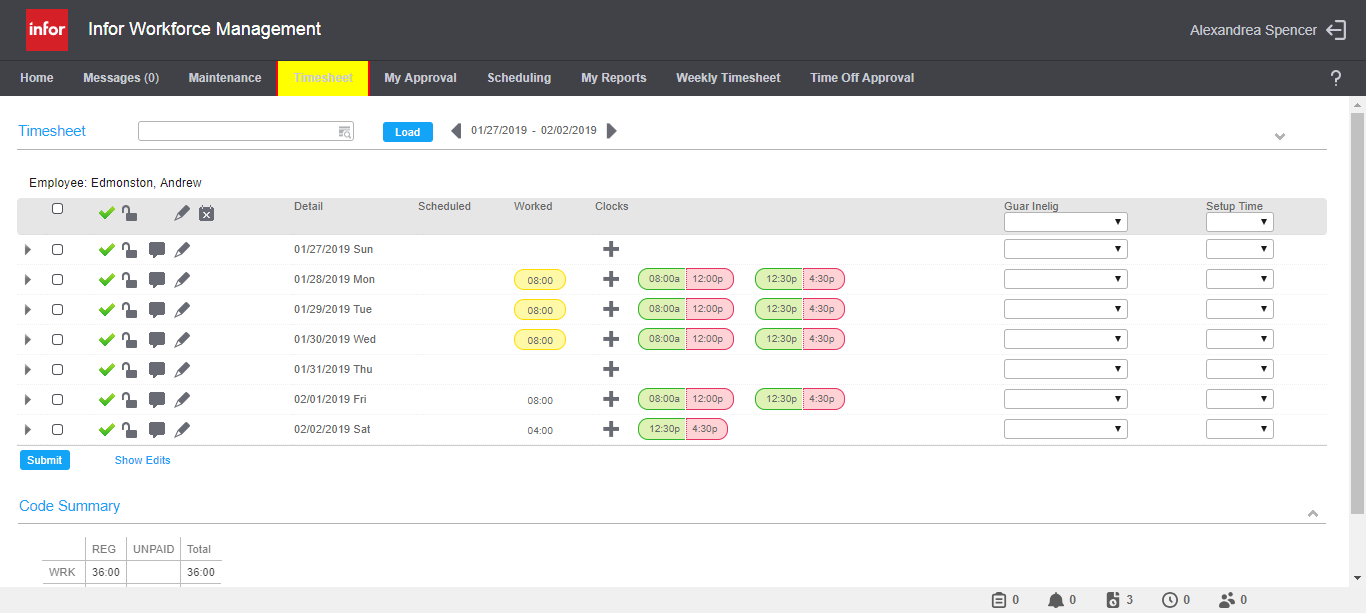 infor Infor Workforce Management Alexandrea Spencer
Home Messages (0) Maintenance Timesheet My Approval Scheduling My Reports Weekly Timesheet Time Off Approval ?
Timesheet Load 01/27/2019 - 02/02/2019
Employee: Edmonston, Andrew
Detail Scheduled Worked Clocks Guar Inelig Setup Time
01/27/2019 Sun
01/28/2019 Mon 08:00 08:00a 12:00p 12:30p 4:30p
01/29/2019 Tue 08:00 08:00a 12:00p 12:30p 4:30p
01/30/2019 Wed 08:00 08:00a 12:00p 12:30p 4:30p
01/31/2019 Thu
02/01/2019 Fri 08:00 08:00a 12:00p 12:30p 4:30p
02/02/2019 Sat 04:00 12:30p 4:30p
Submit Show Edits
Code Summary
REG UNPAID Total
WRK 36:00 36:00
0 0 3 0 0